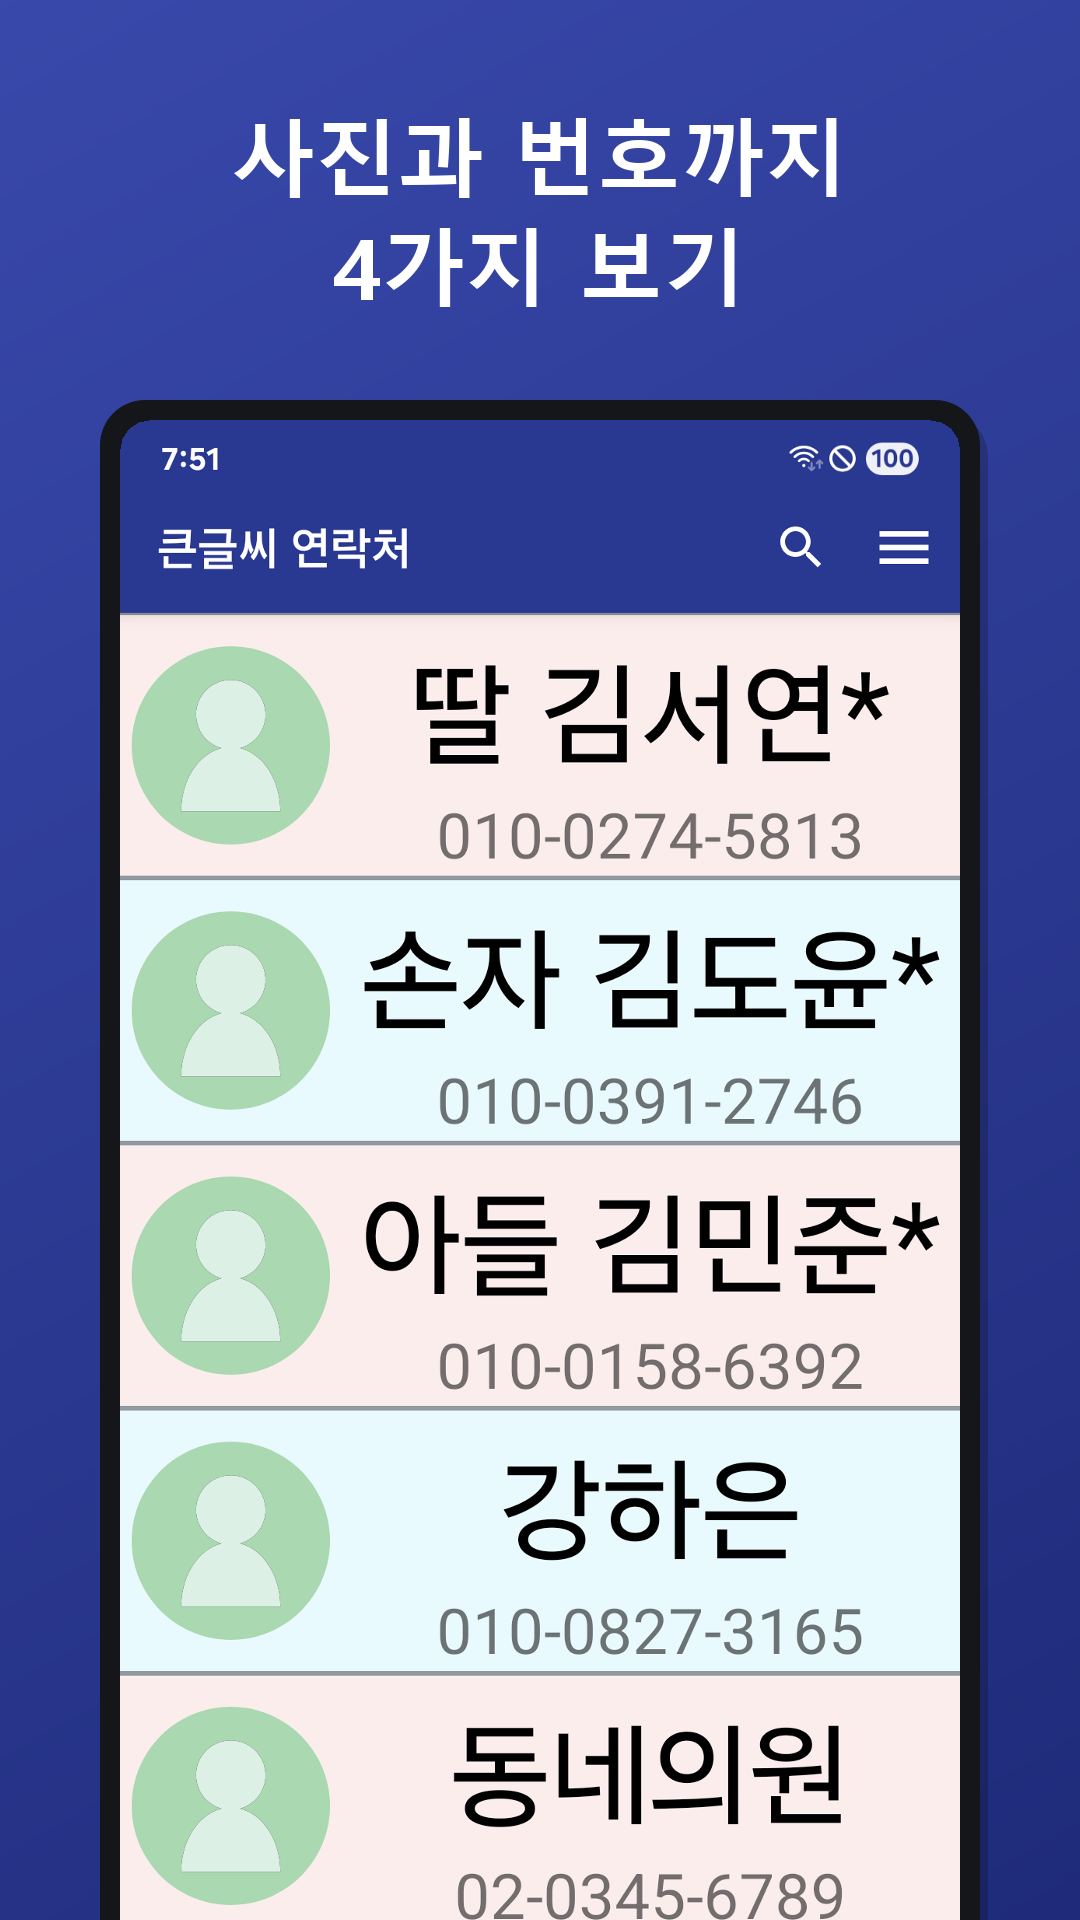 사진과 번호까지
4가지 보기
7:51
100
큰글씨 연락처
딸 김서연*
010-0274-5813
손자 김도윤*
010-0391-2746
아들 김민준*
010-0158-6392
강하은
010-0827-3165
동네의원
02-0345-6789